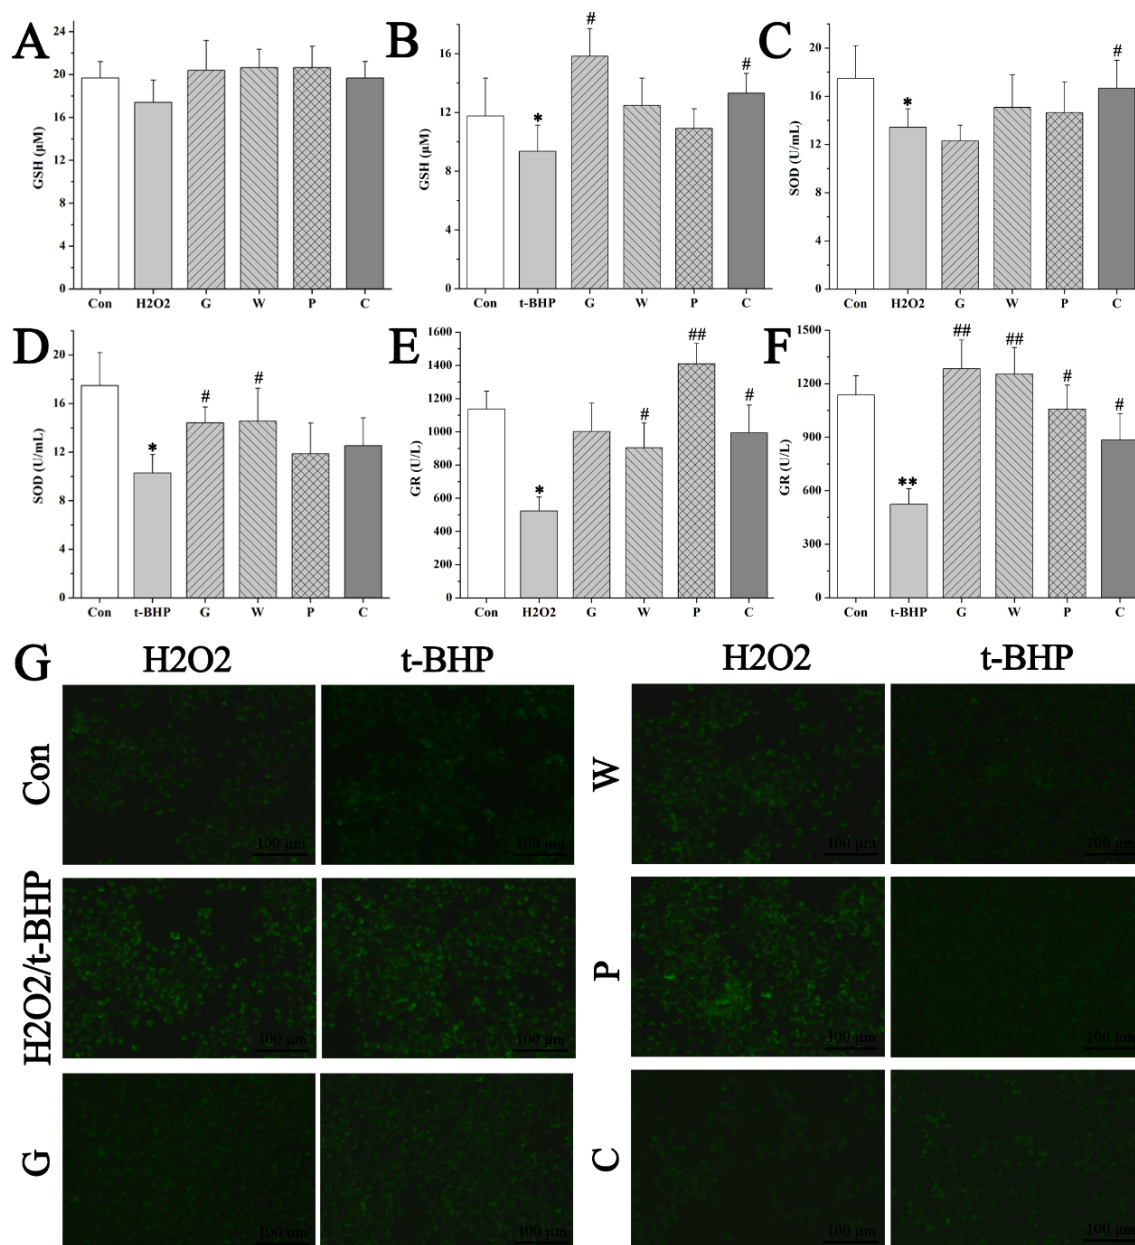 A
GSH (µM)
24
20
16
12
8
4
0
Con
H2O2
G
W
P
C
B
GSH (µM)
16
12
8
4
0
*
#
#
Con
t-BHP
G
W
P
C
C
SOD (U/mL)
20
16
12
8
4
0
*
#
Con
H2O2
G
W
P
C
D
SOD (U/mL)
20
16
12
8
4
0
*
#
#
Con
t-BHP
G
W
P
C
E
GR (U/L)
1600
1400
1200
1000
800
600
400
200
0
*
#
##
#
Con
H2O2
G
W
P
C
F
GR (U/L)
1500
1200
900
600
300
0
**
##
##
#
#
Con
t-BHP
G
W
P
C
G
H2O2
t-BHP
H2O2
t-BHP
Con
100 µm
100 µm
W
100 µm
100 µm
H2O2/t-BHP
100 µm
100 µm
P
100 µm
100 µm
G
100 µm
100 µm
C
100 µm
100 µm